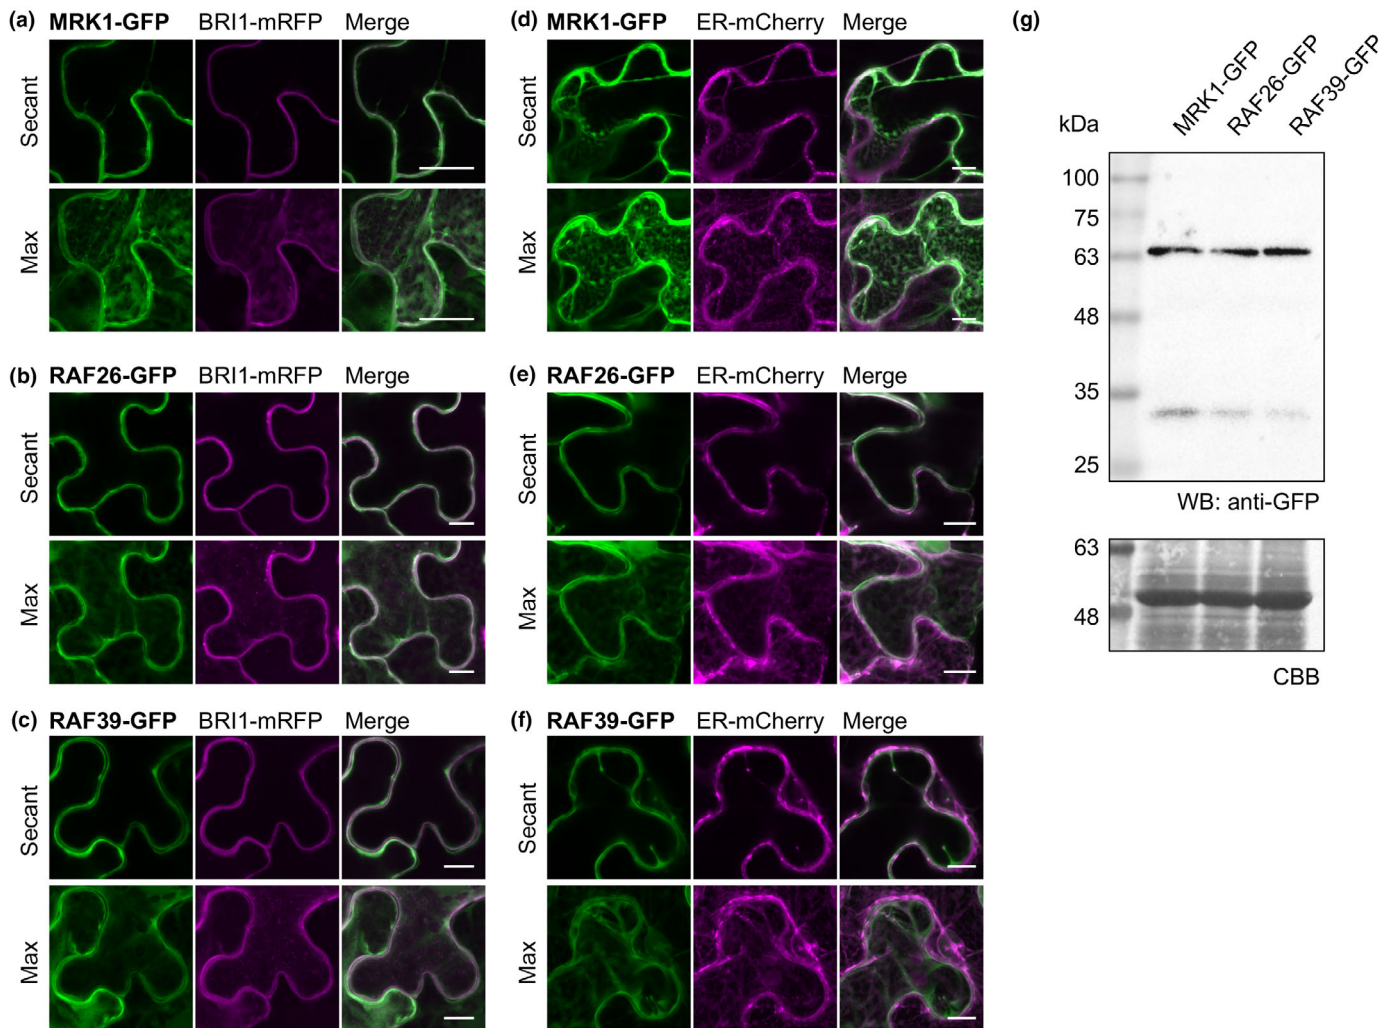 (a) MRK1-GFP BRI1-mRFP Merge
Secant
Max
(b) RAF26-GFP BRI1-mRFP Merge
Secant
Max
(c) RAF39-GFP BRI1-mRFP Merge
Secant
Max
(d) MRK1-GFP ER-mCherry Merge
Secant
Max
(e) RAF26-GFP ER-mCherry Merge
Secant
Max
(f) RAF39-GFP ER-mCherry Merge
Secant
Max
(g)
kDa
MRK1-GFP
RAF26-GFP
RAF39-GFP
100
75
63
48
35
25
WB: anti-GFP
63
48
CBB